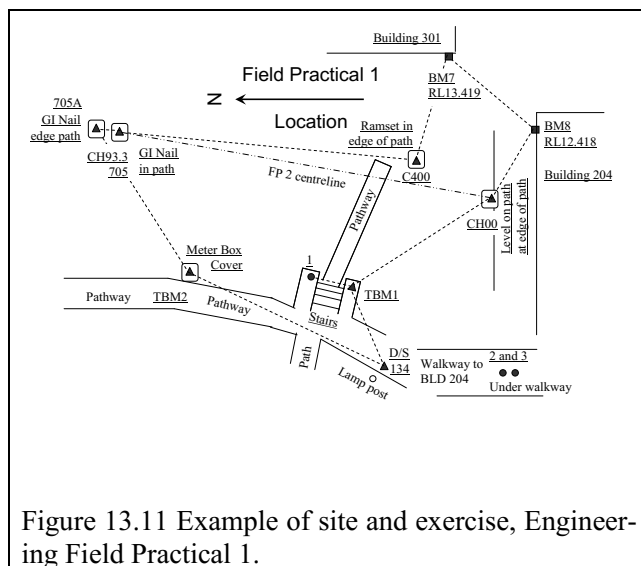 Building 301
Field Practical 1
705A
GI Nail
edge path
N
BM7
RL13.419
Location
Ramset in
edge of path
BM8
RL12.418
CH93.3
705
GI Nail
in path
C400
FP 2 centreline
Building 204
Pathway
Level on path
at edge of path
CH00
Meter Box
Cover
1
Pathway
TBM2
Pathway
TBM1
Stairs
Path
D/S
134
Walkway to
BLD 204
2 and 3
Under walkway
Lamp post
Figure 13.11 Example of site and exercise, Engineer-
ing Field Practical 1.